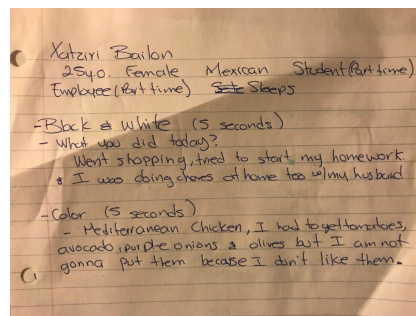 Xatziri Bailon
25y.o. Female Mexican Student (Part time)
Employee (Part time) Sleeps
- Black & White (5 seconds)
- What you did today?
Went shopping, tried to start my homework.
& I was doing chores at home too w/my husband
- Color (5 seconds)
- Mediterranean Chicken, I had to get tomatoes,
avocado, purple onions & olives but I am not
gonna put them because I don't like them.